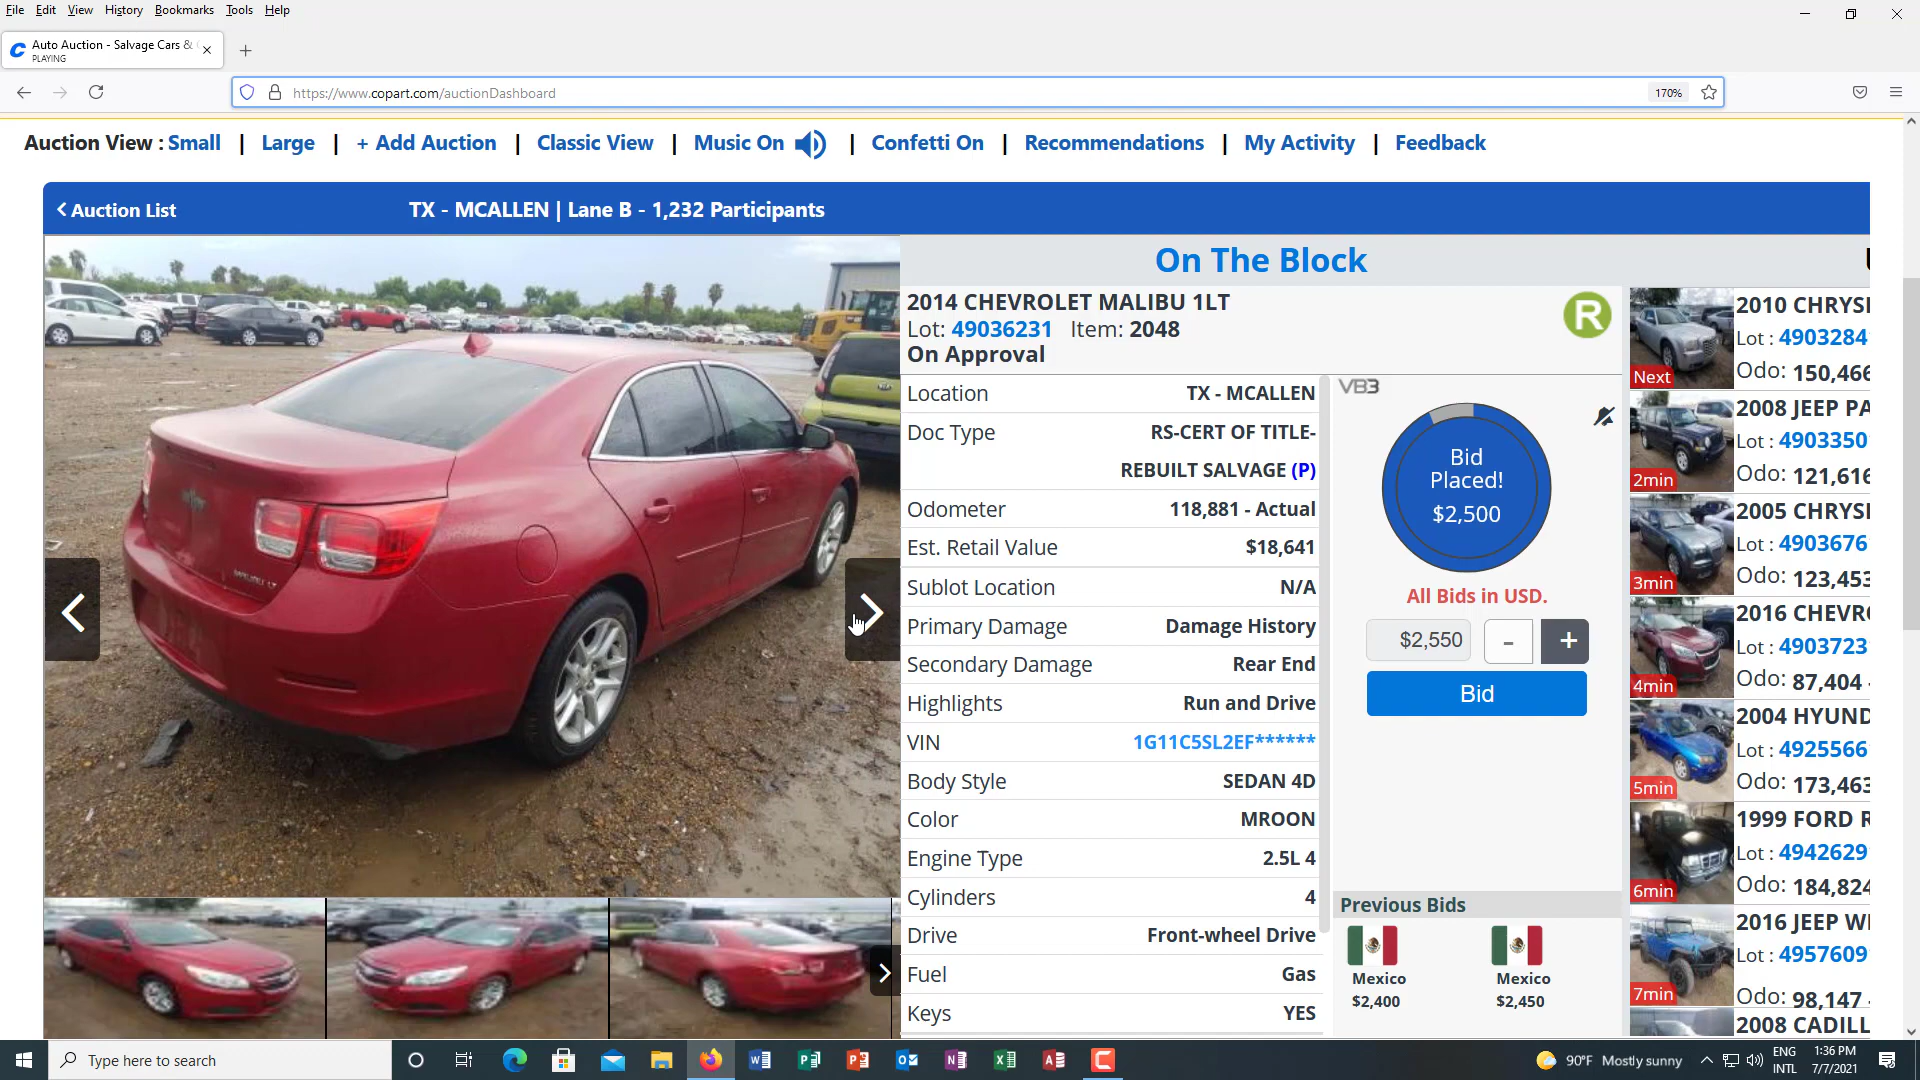 File Edit View History Bookmarks Tools Help
Auto Auction - Salvage Cars &
PLAYING
https://www.copart.com/auctionDashboard
170%
Auction View : Small | Large | + Add Auction | Classic View | Music On | Confetti On | Recommendations | My Activity | Feedback
Auction List
TX - MCALLEN | Lane B - 1,232 Participants
On The Block
2014 CHEVROLET MALIBU 1LT
Lot: 49036231 Item: 2048
On Approval
R
Location TX - MCALLEN
Doc Type RS-CERT OF TITLE-
REBUILT SALVAGE (P)
Odometer 118,881 - Actual
Est. Retail Value $18,641
Sublot Location N/A
Primary Damage Damage History
Secondary Damage Rear End
Highlights Run and Drive
VIN 1G11C5SL2EF******
Body Style SEDAN 4D
Color MROON
Engine Type 2.5L 4
Cylinders 4
Drive Front-wheel Drive
Fuel Gas
Keys YES
VB3
Bid
Placed!
$2,500
All Bids in USD.
$2,550 - +
Bid
Previous Bids
Mexico
$2,400
Mexico
$2,450
2010 CHRYS
Lot : 4903284
Odo: 150,466
Next
2008 JEEP PA
Lot : 4903350
Odo: 121,616
2min
2005 CHRYS
Lot : 4903676
Odo: 123,453
3min
2016 CHEVR
Lot : 4903723
Odo: 87,404 -
4min
2004 HYUND
Lot : 4925566
Odo: 173,463
5min
1999 FORD R
Lot : 4942629
Odo: 184,824
6min
2016 JEEP W
Lot : 4957609
Odo: 98,147 -
7min
2008 CADILL
Type here to search
90°F Mostly sunny
ENG
INTL
1:36 PM
7/7/2021